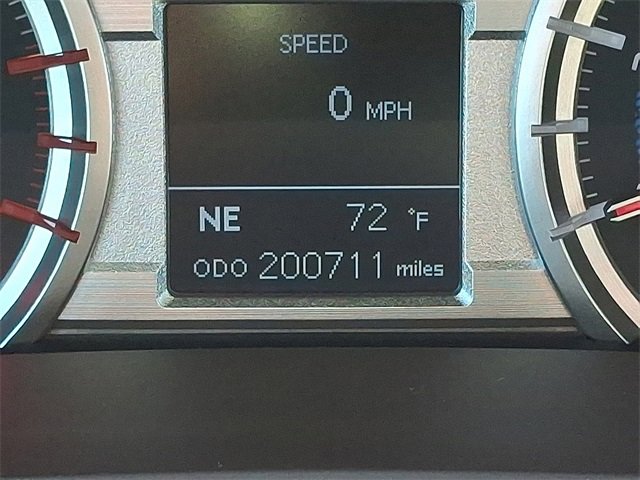 SPEED
0 MPH
NE 72 °F
ODO 200711 miles